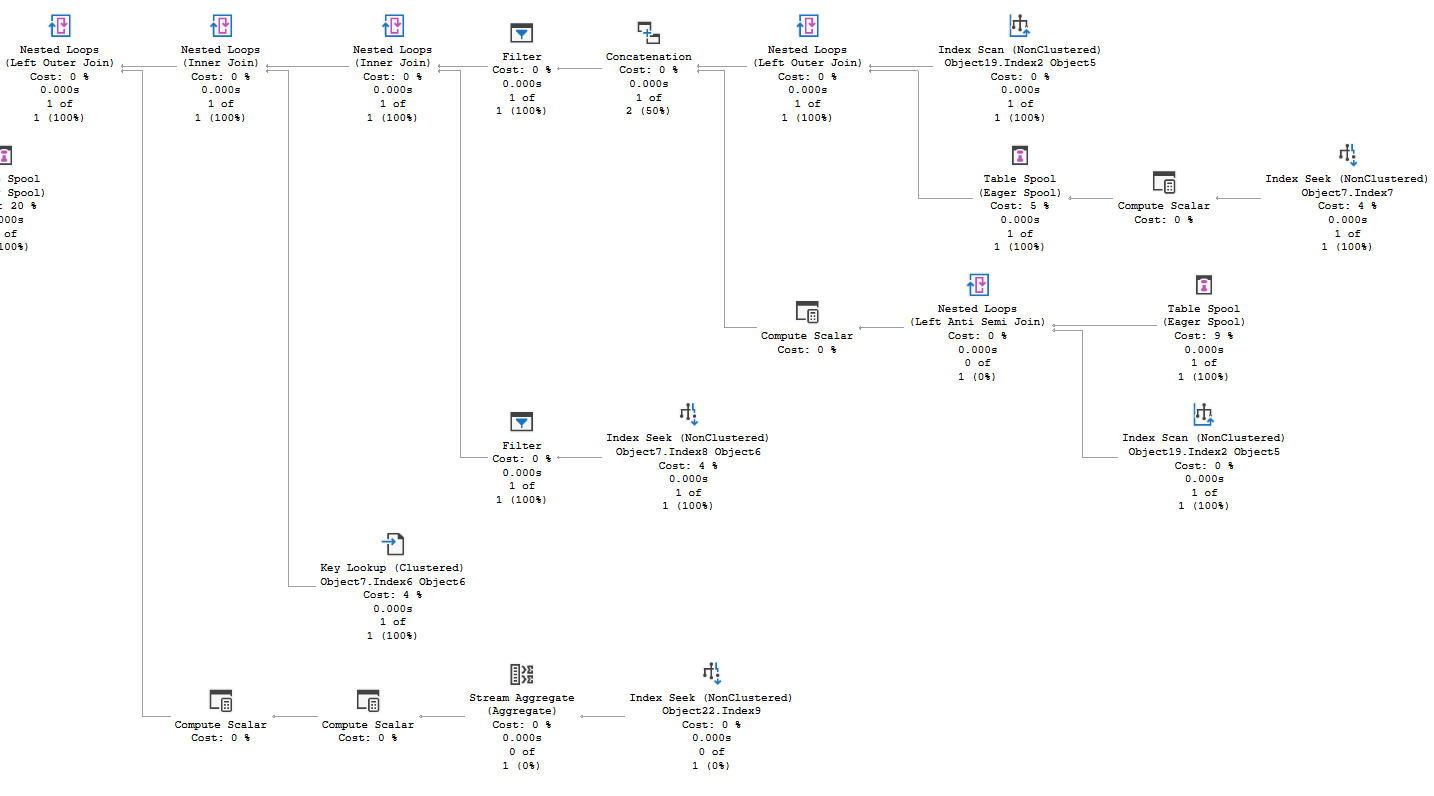 Nested Loops
(Left Outer Join)
Cost: 0 %
0.000s
1 of
1 (100%)
Nested Loops
(Inner Join)
Cost: 0 %
0.000s
1 of
1 (100%)
Nested Loops
(Inner Join)
Cost: 0 %
0.000s
1 of
1 (100%)
Filter
Cost: 0 %
0.000s
1 of
1 (100%)
Concatenation
Cost: 0 %
0.000s
1 of
2 (50%)
Nested Loops
(Left Outer Join)
Cost: 0 %
0.000s
1 of
1 (100%)
Index Scan (NonClustered)
Object19.Index2 Object5
Cost: 0 %
0.000s
1 of
1 (100%)
Spool
Spool)
: 20 %
000s
of
100%)
Table Spool
(Eager Spool)
Cost: 5 %
0.000s
1 of
1 (100%)
Compute Scalar
Cost: 0 %
Index Seek (NonClustered)
Object7.Index7
Cost: 4 %
0.000s
1 of
1 (100%)
Compute Scalar
Cost: 0 %
Nested Loops
(Left Anti Semi Join)
Cost: 0 %
0.000s
0 of
1 (0%)
Table Spool
(Eager Spool)
Cost: 9 %
0.000s
1 of
1 (100%)
Filter
Cost: 0 %
0.000s
1 of
1 (100%)
Index Seek (NonClustered)
Object7.Index8 Object6
Cost: 4 %
0.000s
1 of
1 (100%)
Index Scan (NonClustered)
Object19.Index2 Object5
Cost: 0 %
0.000s
1 of
1 (100%)
Key Lookup (Clustered)
Object7.Index6 Object6
Cost: 4 %
0.000s
1 of
1 (100%)
Compute Scalar
Cost: 0 %
Compute Scalar
Cost: 0 %
Stream Aggregate
(Aggregate)
Cost: 0 %
0.000s
0 of
1 (0%)
Index Seek (NonClustered)
Object22.Index9
Cost: 0 %
0.000s
0 of
1 (0%)